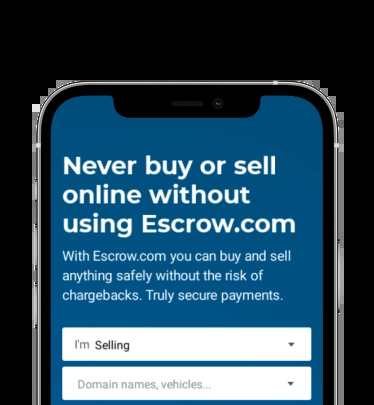 Never buy or sell
online without
using Escrow.com
With Escrow.com you can buy and sell
anything safely without the risk of
chargebacks. Truly secure payments.
I'm Selling
Domain names, vehicles...